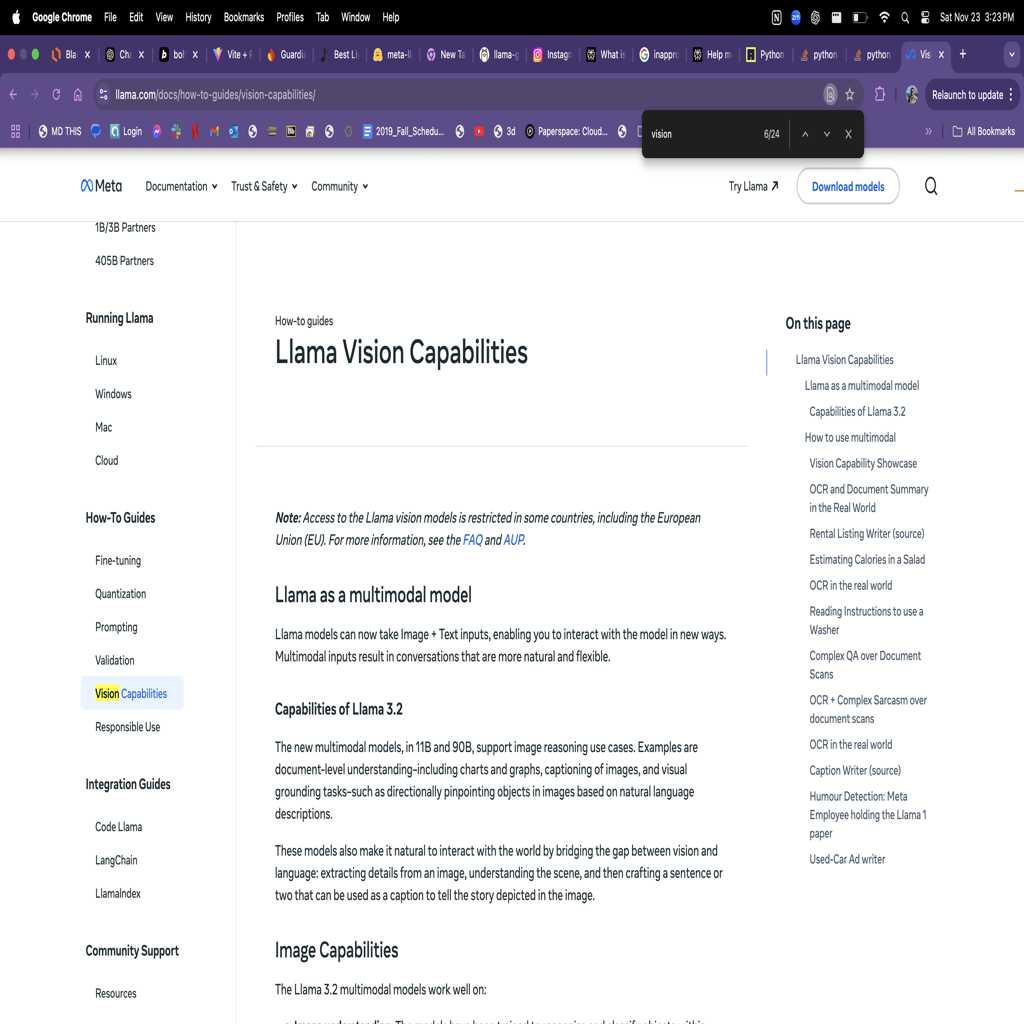 Google Chrome File Edit View History Bookmarks Profiles Tab Window Help Sat Nov 23 3:23 PM
Bla Cha bol Vite + Guardi Best Li meta-l New Ta llama- Instag What is inappr Help m Python python python Vis
llama.com/docs/how-to-guides/vision-capabilities/
Relaunch to update
MD THIS Login 2019_Fall_Schedu... 3d Paperspace: Cloud... All Bookmarks
vision 6/24
Meta Documentation Trust & Safety Community Try Llama Download models
1B/3B Partners
405B Partners
Running Llama
Linux
Windows
Mac
Cloud
How-To Guides
Fine-tuning
Quantization
Prompting
Validation
Vision Capabilities
Responsible Use
Integration Guides
Code Llama
LangChain
LlamaIndex
Community Support
Resources
How-to guides
Llama Vision Capabilities
Note: Access to the Llama vision models is restricted in some countries, including the European
Union (EU). For more information, see the FAQ and AUP.
Llama as a multimodal model
Llama models can now take Image + Text inputs, enabling you to interact with the model in new ways.
Multimodal inputs result in conversations that are more natural and flexible.
Capabilities of Llama 3.2
The new multimodal models, in 11B and 90B, support image reasoning use cases. Examples are
document-level understanding–including charts and graphs, captioning of images, and visual
grounding tasks–such as directionally pinpointing objects in images based on natural language
descriptions.
These models also make it natural to interact with the world by bridging the gap between vision and
language: extracting details from an image, understanding the scene, and then crafting a sentence or
two that can be used as a caption to tell the story depicted in the image.
Image Capabilities
The Llama 3.2 multimodal models work well on:
On this page
Llama Vision Capabilities
Llama as a multimodal model
Capabilities of Llama 3.2
How to use multimodal
Vision Capability Showcase
OCR and Document Summary
in the Real World
Rental Listing Writer (source)
Estimating Calories in a Salad
OCR in the real world
Reading Instructions to use a
Washer
Complex QA over Document
Scans
OCR + Complex Sarcasm over
document scans
OCR in the real world
Caption Writer (source)
Humour Detection: Meta
Employee holding the Llama 1
paper
Used-Car Ad writer